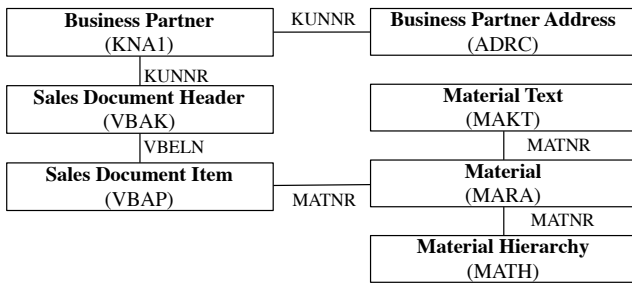 Business Partner
(KNA1)
KUNNR
Business Partner Address
(ADRC)
KUNNR
Sales Document Header
(VBAK)
Material Text
(MAKT)
VBELN
MATNR
Sales Document Item
(VBAP)
MATNR
Material
(MARA)
MATNR
Material Hierarchy
(MATH)